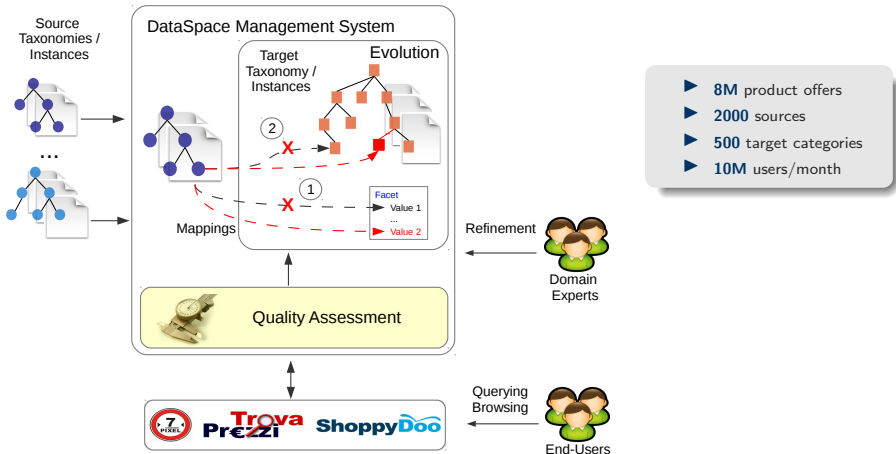 Source
Taxonomies /
Instances
...
DataSpace Management System
Target
Taxonomy /
Instances
Evolution
2
X
1
X
Mappings
Facet
Value 1
...
Value 2
Quality Assessment
7
PIXEL
Trova
Pr€zzi
ShoppyDoo
Refinement
Domain
Experts
Querying
Browsing
End-Users
8M product offers
2000 sources
500 target categories
10M users/month